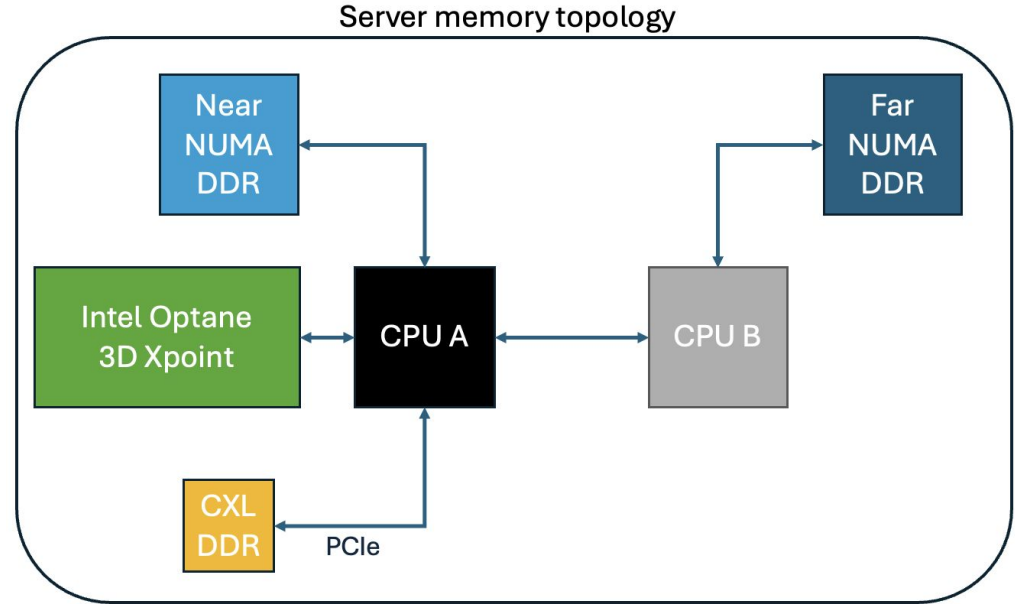 Server memory topology
Near
NUMA
DDR
Far
NUMA
DDR
Intel Optane
3D Xpoint
CPU A
CPU B
CXL
DDR
PCIe